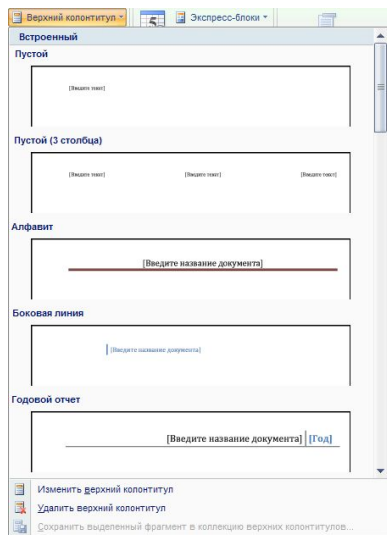 Верхний колонтитул
Экспресс-блоки
Встроенный
Пустой
[Введите текст]
Пустой (3 столбца)
[Введите текст] [Введите текст] [Введите текст]
Алфавит
[Введите название документа]
Боковая линия
[Введите название документа]
Годовой отчет
[Введите название документа] [Год]
Изменить верхний колонтитул
Удалить верхний колонтитул
Сохранить выделенный фрагмент в коллекцию верхних колонтитулов...